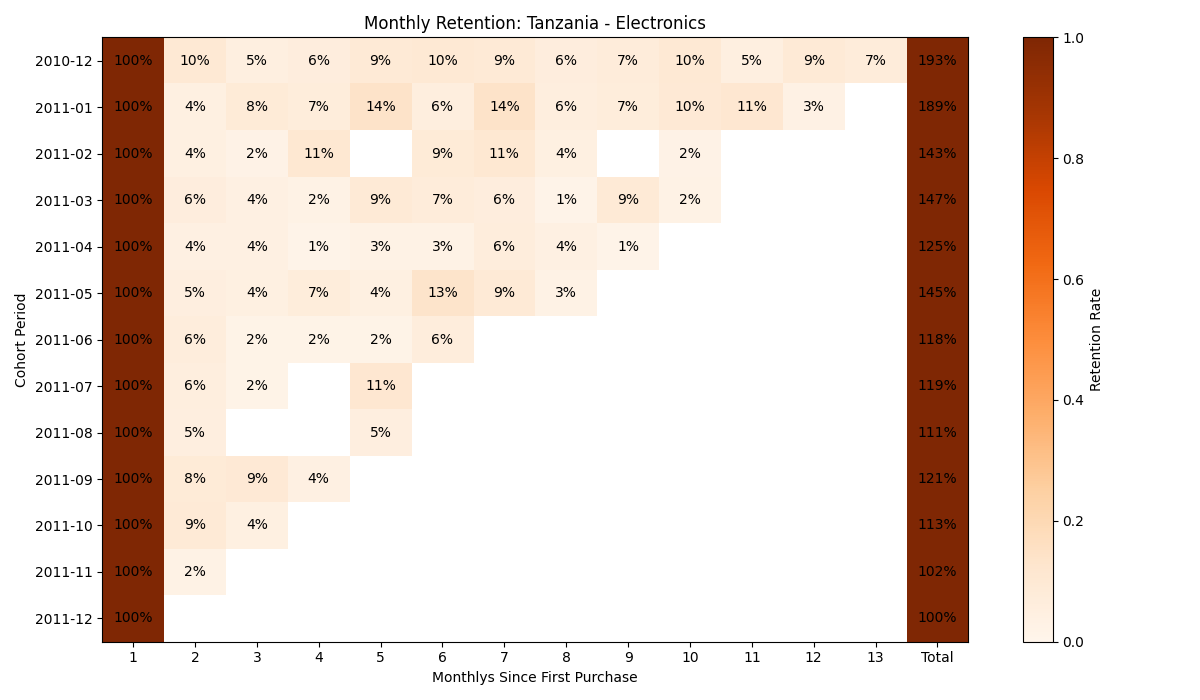 Monthly Retention: Tanzania - Electronics
2010-12 100% 10% 5% 6% 9% 10% 9% 6% 7% 10% 5% 9% 7% 193%
2011-01 100% 4% 8% 7% 14% 6% 14% 6% 7% 10% 11% 3% 189%
2011-02 100% 4% 2% 11% 9% 11% 4% 2% 143%
2011-03 100% 6% 4% 2% 9% 7% 6% 1% 9% 2% 147%
2011-04 100% 4% 4% 1% 3% 3% 6% 4% 1% 125%
2011-05 100% 5% 4% 7% 4% 13% 9% 3% 145%
2011-06 100% 6% 2% 2% 2% 6% 118%
2011-07 100% 6% 2% 11% 119%
2011-08 100% 5% 5% 111%
2011-09 100% 8% 9% 4% 121%
2011-10 100% 9% 4% 113%
2011-11 100% 2% 102%
2011-12 100% 100%
1 2 3 4 5 6 7 8 9 10 11 12 13 Total
Monthlys Since First Purchase
Cohort Period
1.0
0.8
0.6
0.4
0.2
0.0
Retention Rate